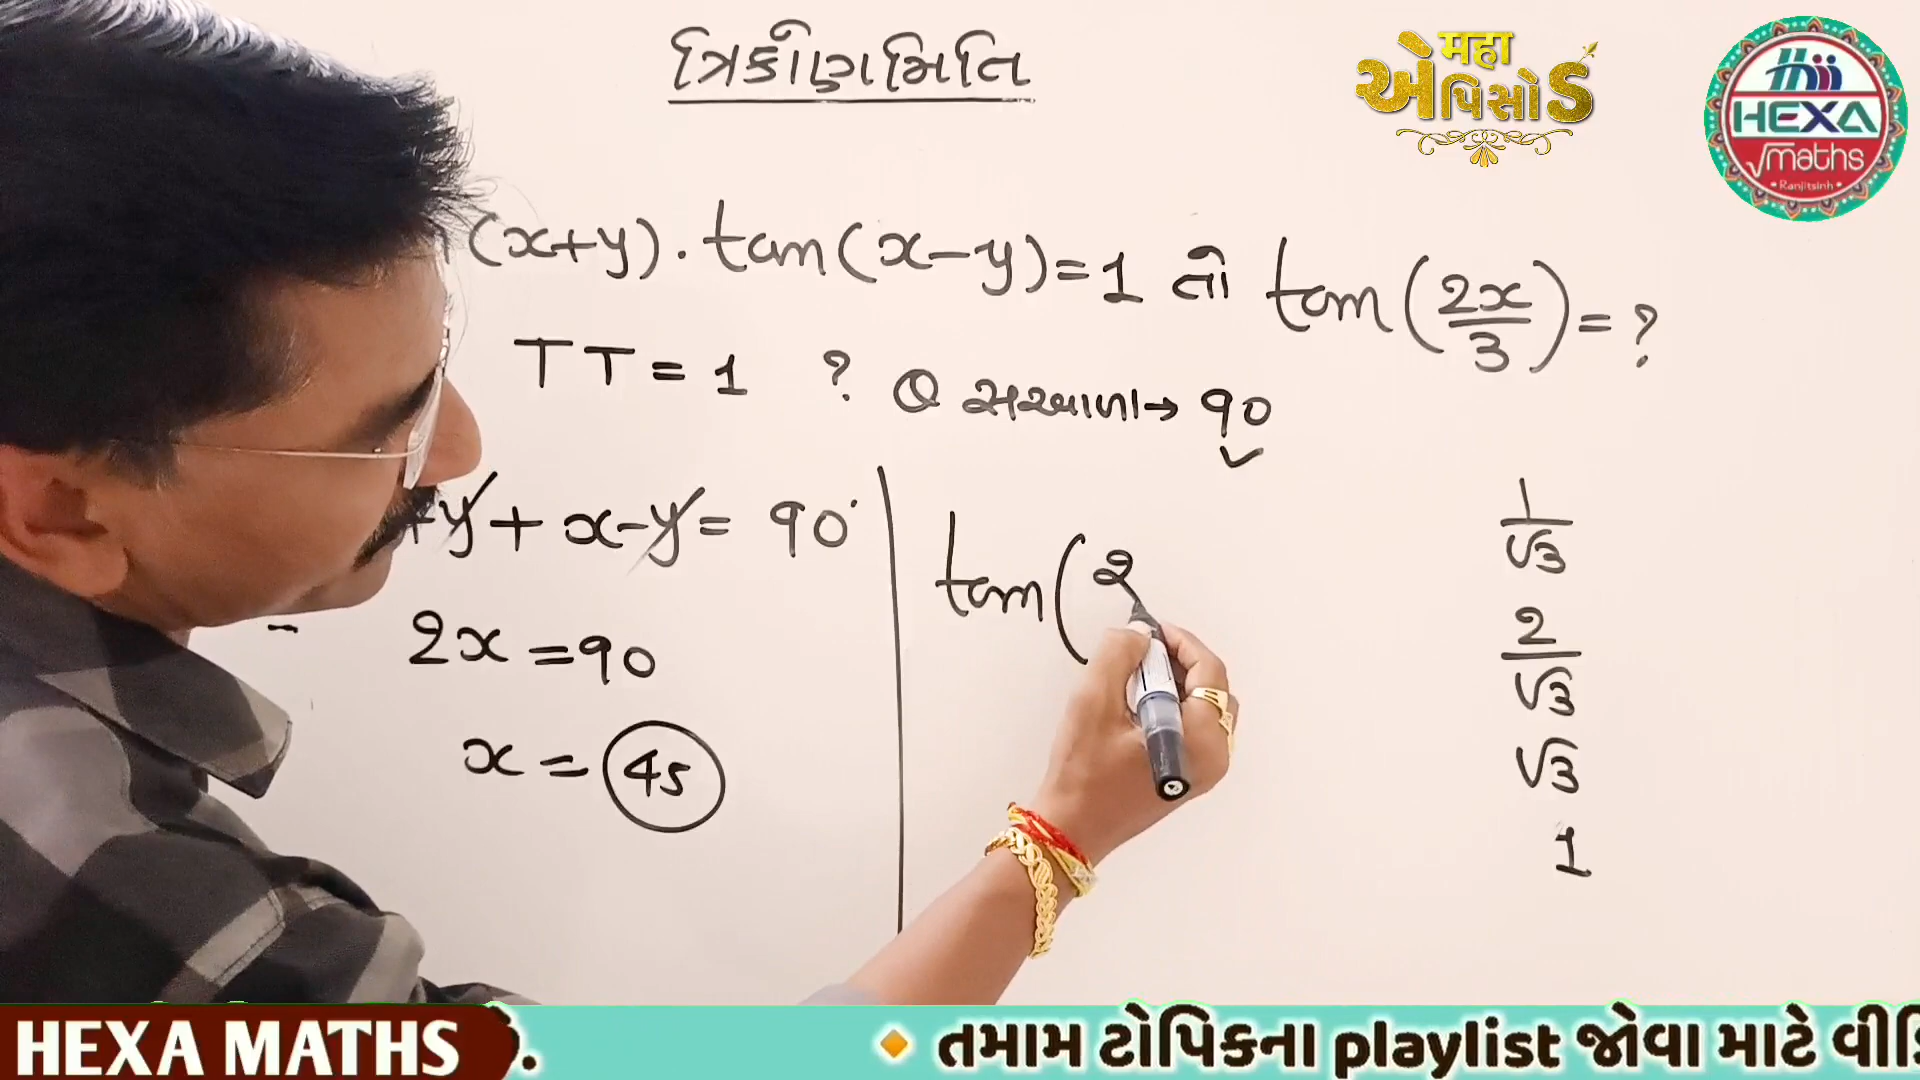 ત્રિકોણમિતિ
મહા
એપિસોડ
HEXA
√maths
Ranjitsinh
(x+y) . tan(x-y)=1 તો tan(2x/3)= ?
T T = 1 ? θ સરવાળા→ 90
+y + x-y= 90°
2x =90
x = 45
tan( 2
1/√3
2/√3
√3
1
HEXA MATHS . 🔸 તમામ ટોપિકના playlist જોવા માટે